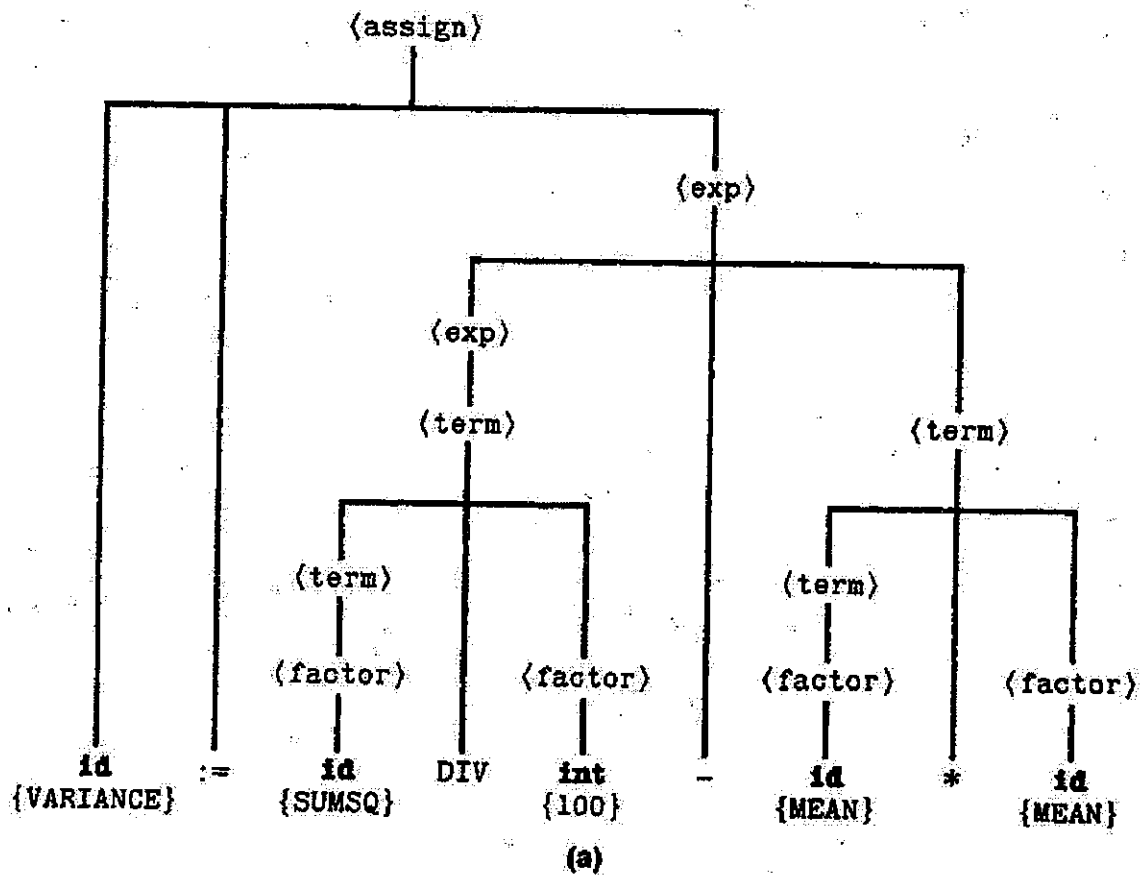 ⟨assign⟩
⟨exp⟩
⟨exp⟩
⟨term⟩ ⟨term⟩
⟨term⟩ ⟨term⟩
⟨factor⟩ ⟨factor⟩ ⟨factor⟩ ⟨factor⟩
id := id DIV int - id * id
{VARIANCE} {SUMSQ} {100} {MEAN} {MEAN}
(a)